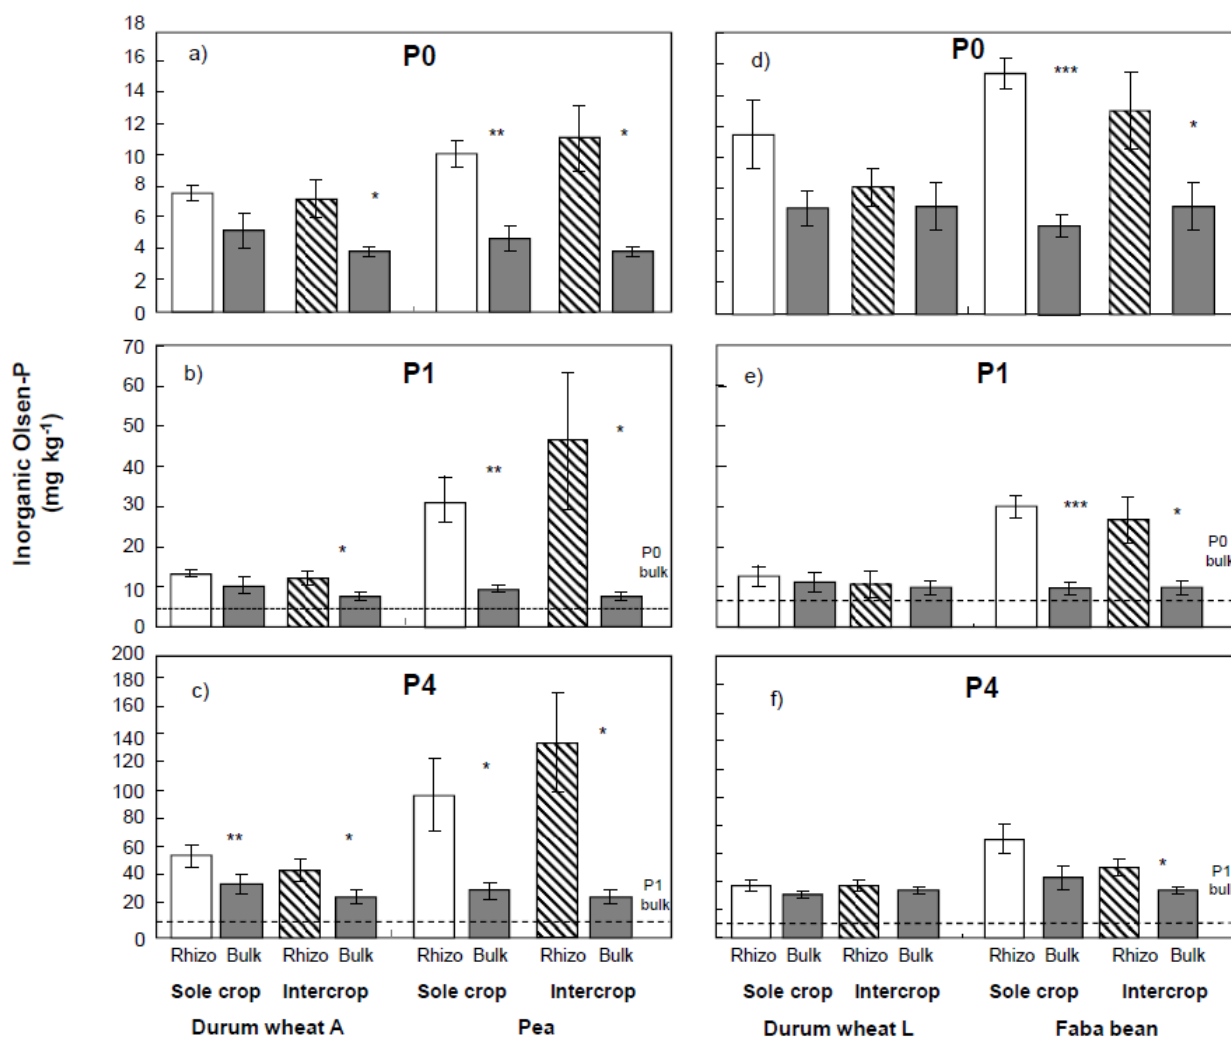 Inorganic Olsen-P
(mg kg⁻¹)
a)
P0
18
16
14
12
10
8
6
4
2
0
*
**
*
d)
P0
***
*
b)
P1
70
60
50
40
30
20
10
0
*
**
*
P0
bulk
e)
P1
***
*
P0
bulk
c)
P4
200
180
160
140
120
100
80
60
40
20
0
**
*
*
*
P1
bulk
f)
P4
*
P1
bulk
Rhizo Bulk Rhizo Bulk Rhizo Bulk Rhizo Bulk
Sole crop Intercrop Sole crop Intercrop
Durum wheat A Pea
Rhizo Bulk Rhizo Bulk Rhizo Bulk Rhizo Bulk
Sole crop Intercrop Sole crop Intercrop
Durum wheat L Faba bean